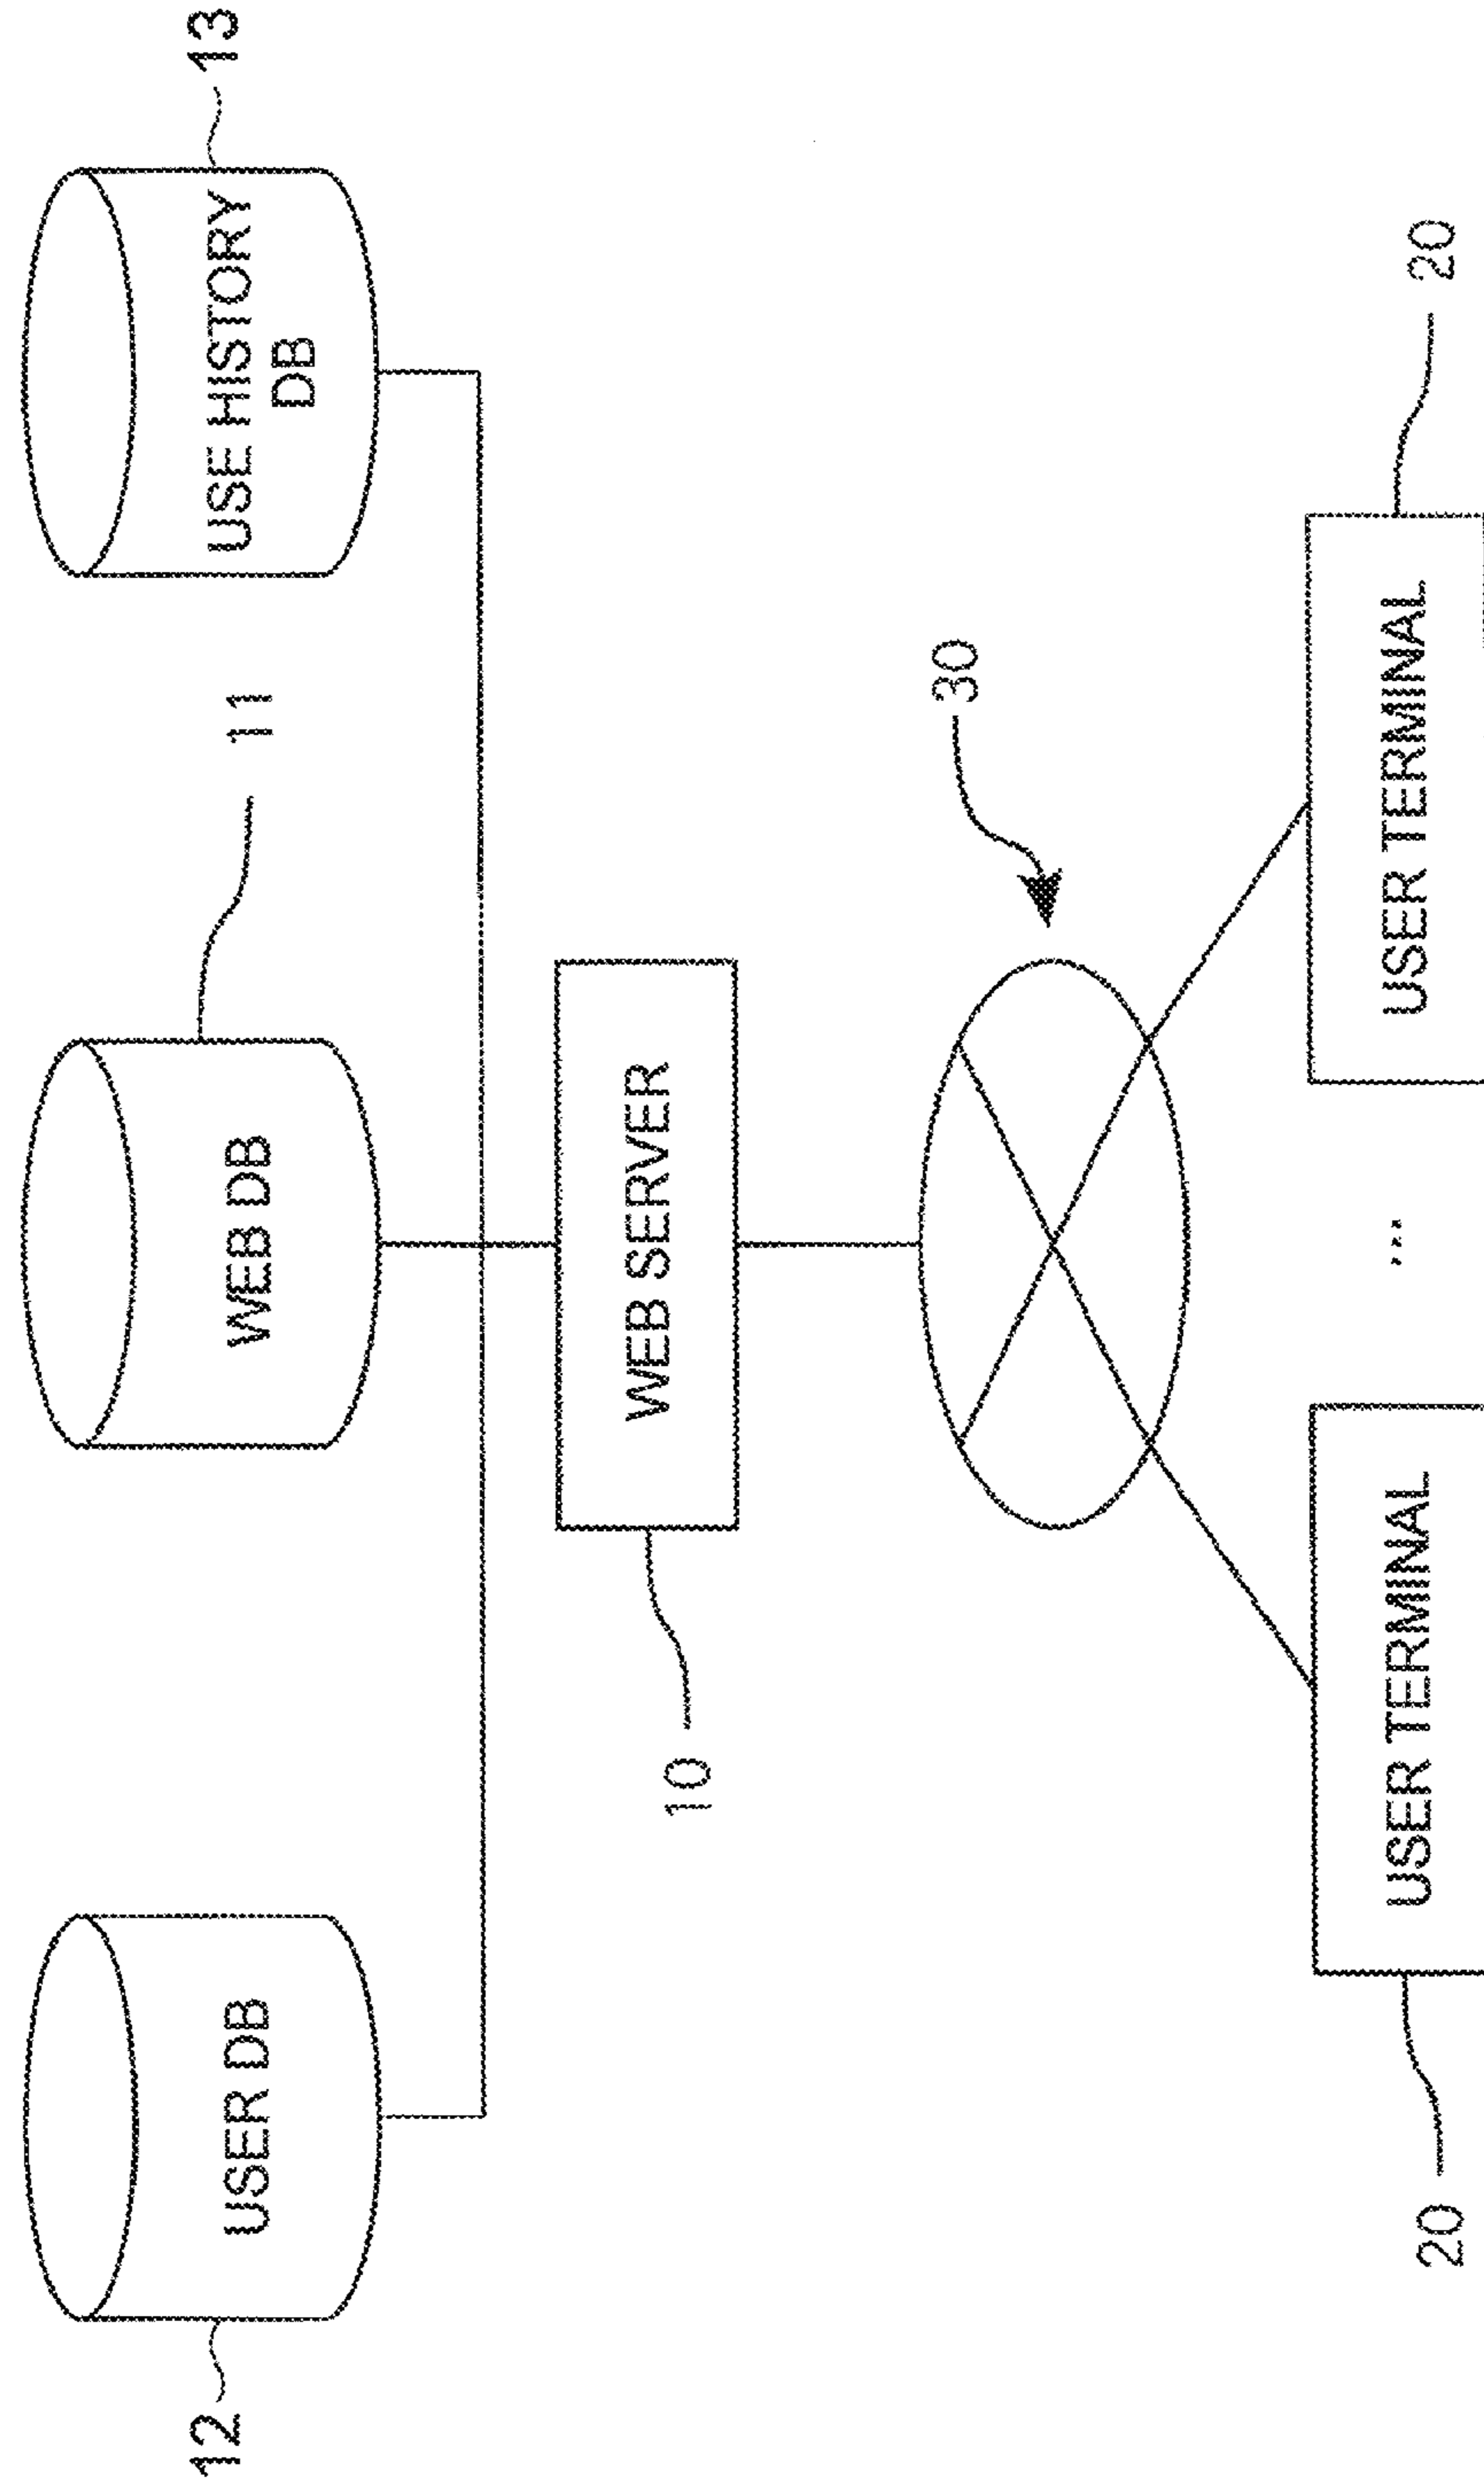 12
USER DB
WEB DB
11
USE HISTORY
DB
13
10
WEB SERVER
30
20
USER TERMINAL
...
USER TERMINAL
20